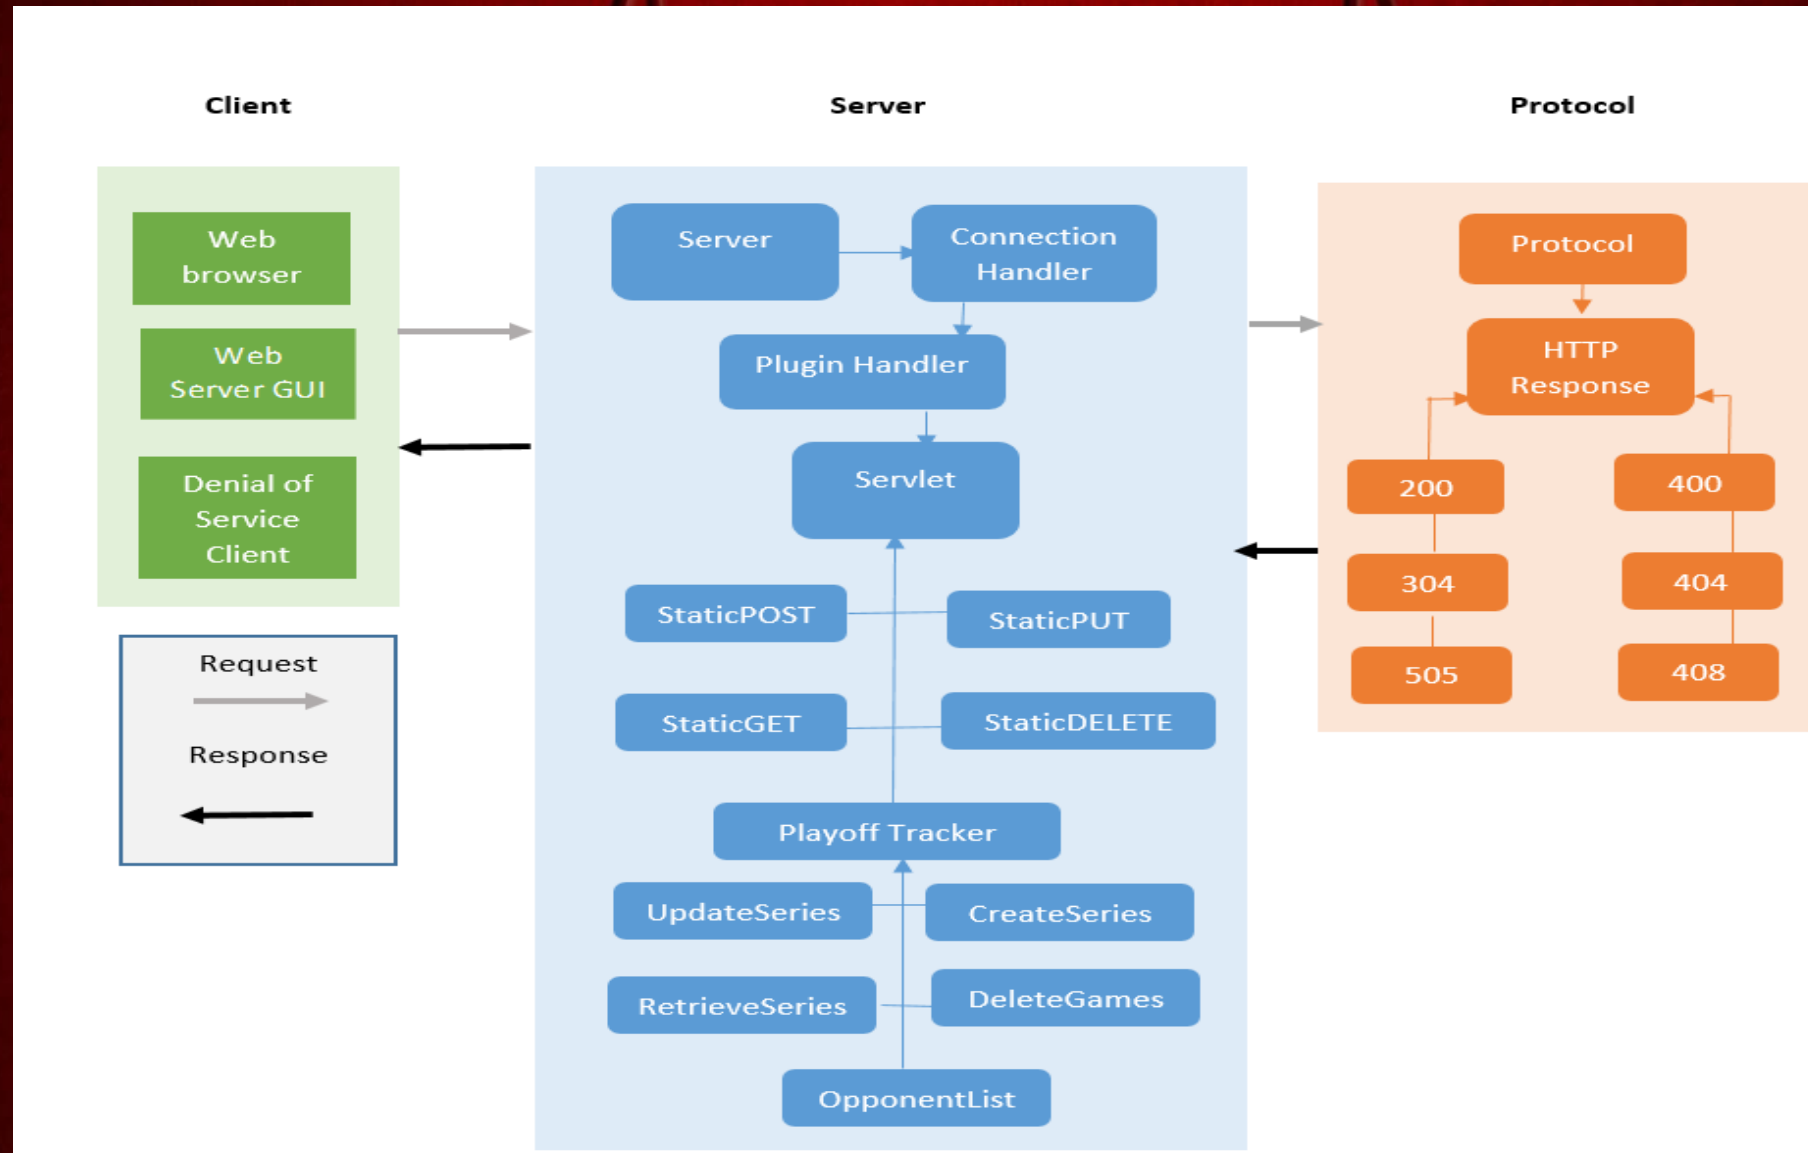 Client
Server
Protocol
Web
browser
Web
Server GUI
Denial of
Service
Client
Request
Response
Server
Connection
Handler
Plugin Handler
Servlet
StaticPOST
StaticPUT
StaticGET
StaticDELETE
Playoff Tracker
UpdateSeries
CreateSeries
RetrieveSeries
DeleteGames
OpponentList
Protocol
HTTP
Response
200
400
304
404
505
408